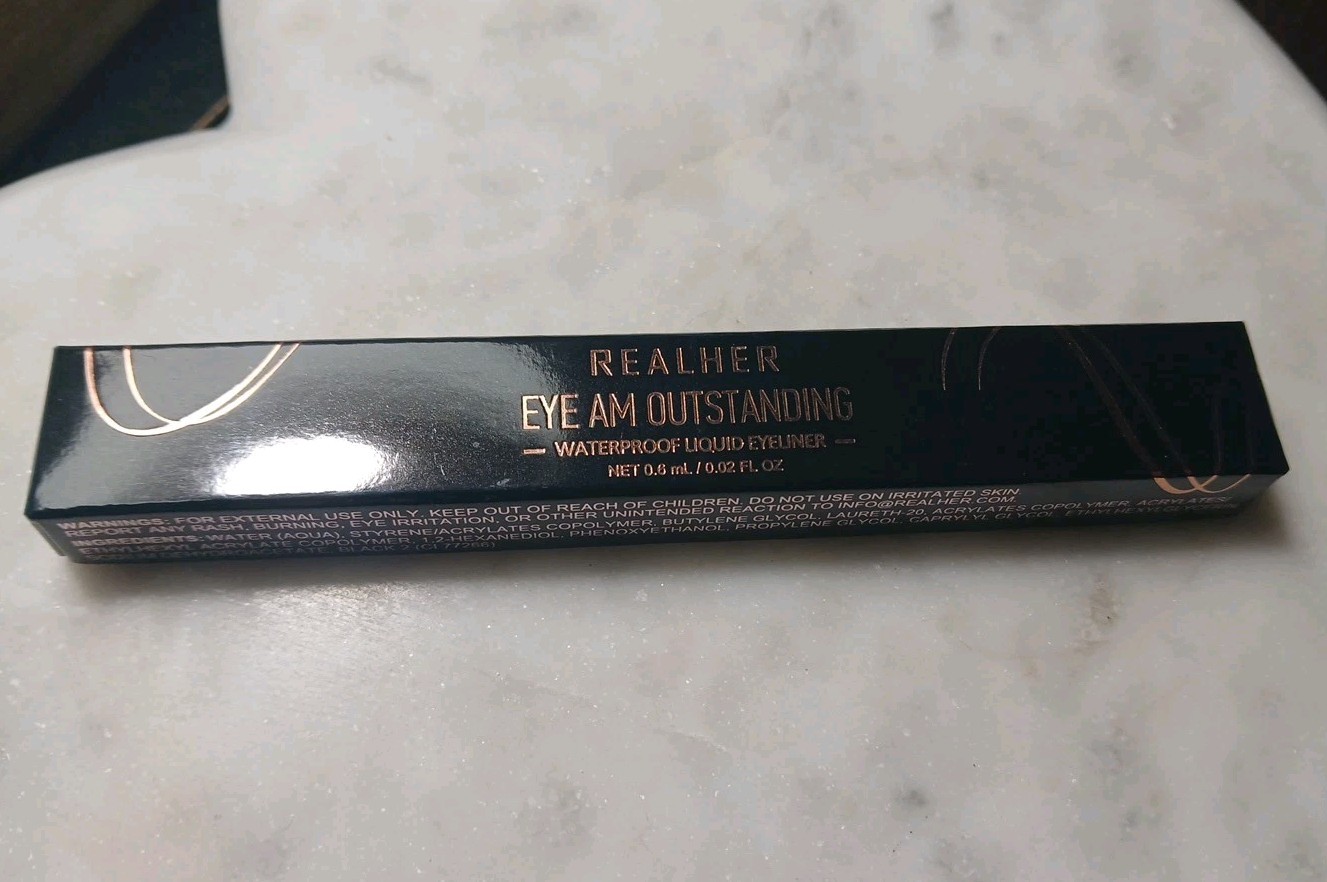 REALHER
EYE AM OUTSTANDING
— WATERPROOF LIQUID EYELINER —
NET 0.6 mL / 0.02 FL OZ
WARNINGS: FOR EXTERNAL USE ONLY. KEEP OUT OF REACH OF CHILDREN. DO NOT USE ON IRRITATED SKIN.
REPORT ANY RASH, BURNING, EYE IRRITATION, OR OTHER UNINTENDED REACTION TO INFO@REALHER.COM.
INGREDIENTS: WATER (AQUA), STYRENE/ACRYLATES COPOLYMER, BUTYLENE GLYCOL, LAURETH-20, ACRYLATES COPOLYMER, ACRYLATES/
ETHYLHEXYL ACRYLATE COPOLYMER, 1,2-HEXANEDIOL, PHENOXYETHANOL, PROPYLENE GLYCOL, CAPRYLYL GLYCOL, ETHYLHEXYLGLYCERIN,
BLACK 2 (CI 77266)